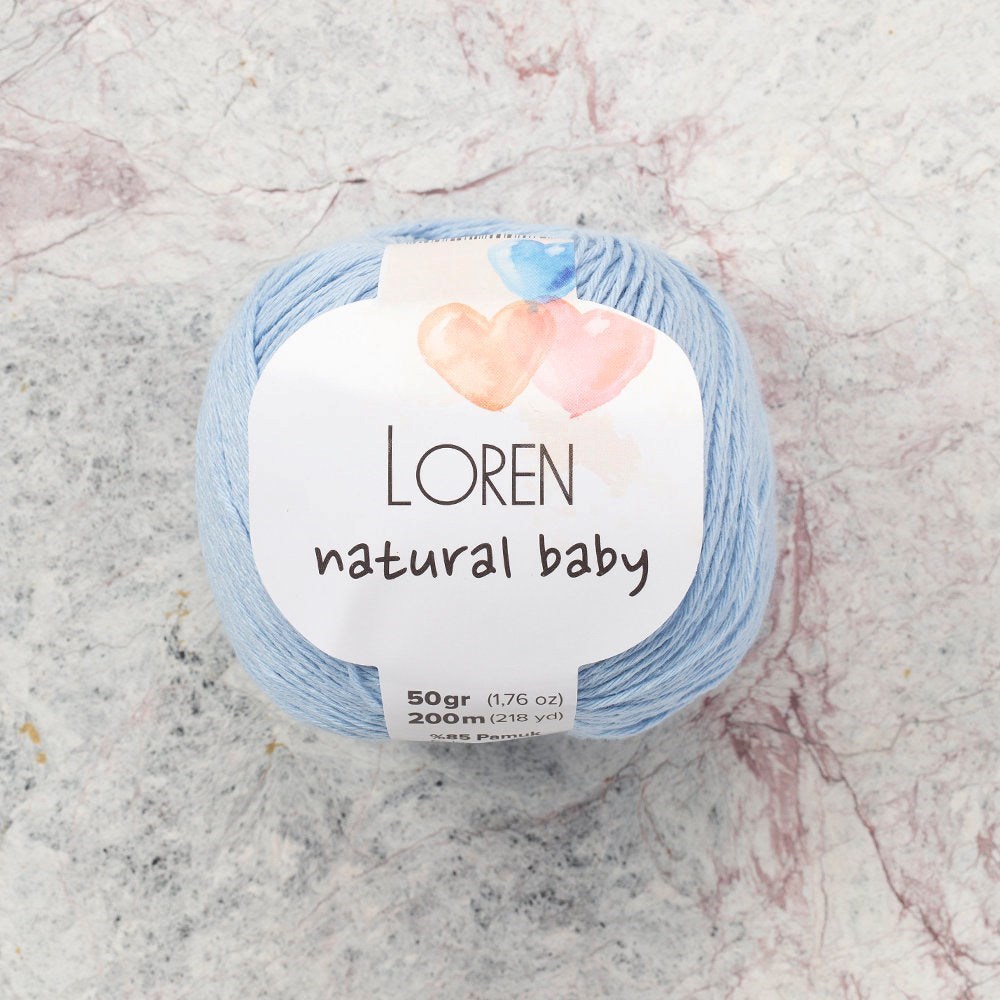 LOREN
natural baby
50gr (1,76 oz)
200m (218 yd)
%85 Pamuk